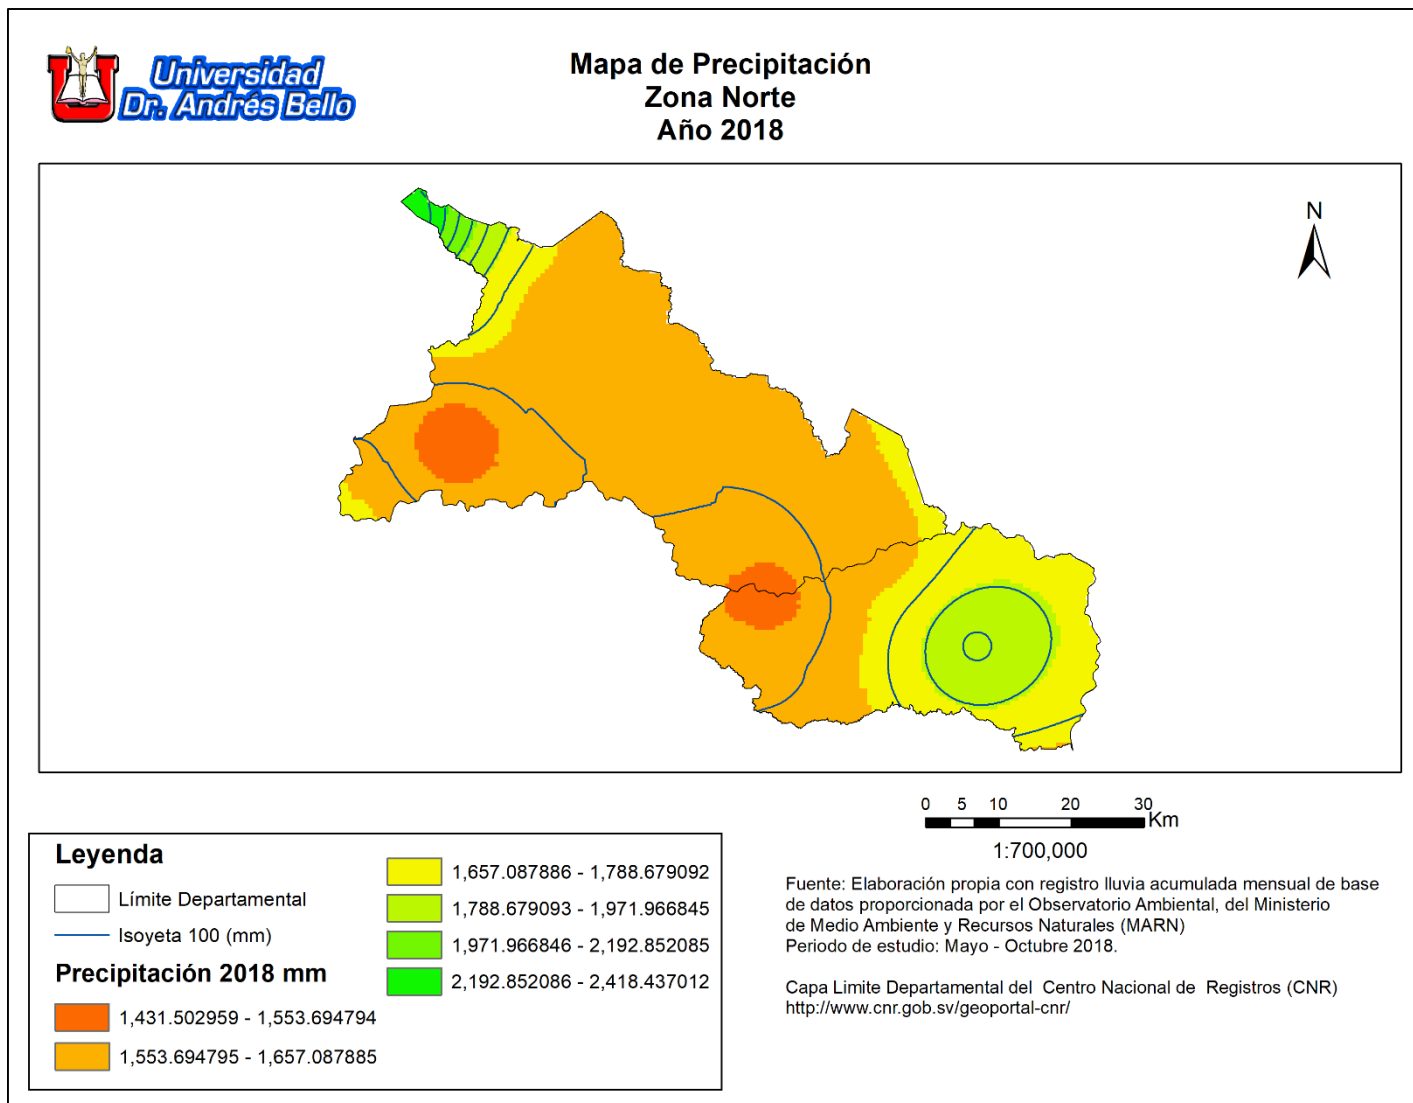 Universidad
Dr. Andrés Bello
Mapa de Precipitación
Zona Norte
Año 2018
N
0 5 10 20 30
Km
1:700,000
Leyenda
Límite Departamental
Isoyeta 100 (mm)
Precipitación 2018 mm
1,431.502959 - 1,553.694794
1,553.694795 - 1,657.087885
1,657.087886 - 1,788.679092
1,788.679093 - 1,971.966845
1,971.966846 - 2,192.852085
2,192.852086 - 2,418.437012
Fuente: Elaboración propia con registro lluvia acumulada mensual de base
de datos proporcionada por el Observatorio Ambiental, del Ministerio
de Medio Ambiente y Recursos Naturales (MARN)
Periodo de estudio: Mayo - Octubre 2018.
Capa Limite Departamental del Centro Nacional de Registros (CNR)
http://www.cnr.gob.sv/geoportal-cnr/